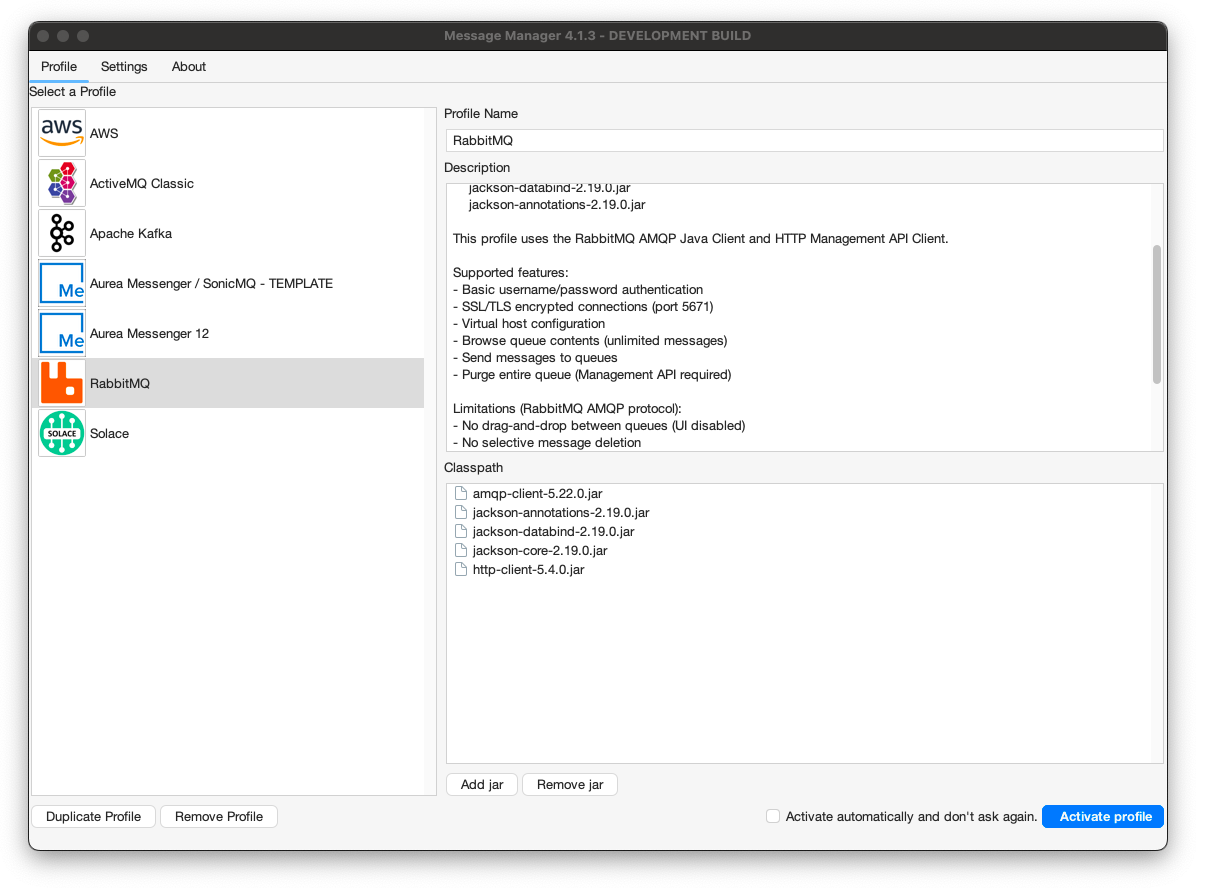 Message Manager 4.1.3 - DEVELOPMENT BUILD
Profile
Settings
About
Select a Profile
aws
AWS
ActiveMQ Classic
Apache Kafka
Me
Aurea Messenger / SonicMQ - TEMPLATE
Me
Aurea Messenger 12
RabbitMQ
SOLACE
Solace
Duplicate Profile
Remove Profile
Profile Name
RabbitMQ
Description
jackson-databind-2.19.0.jar
jackson-annotations-2.19.0.jar
This profile uses the RabbitMQ AMQP Java Client and HTTP Management API Client.
Supported features:
- Basic username/password authentication
- SSL/TLS encrypted connections (port 5671)
- Virtual host configuration
- Browse queue contents (unlimited messages)
- Send messages to queues
- Purge entire queue (Management API required)
Limitations (RabbitMQ AMQP protocol):
- No drag-and-drop between queues (UI disabled)
- No selective message deletion
Classpath
amqp-client-5.22.0.jar
jackson-annotations-2.19.0.jar
jackson-databind-2.19.0.jar
jackson-core-2.19.0.jar
http-client-5.4.0.jar
Add jar
Remove jar
Activate automatically and don't ask again.
Activate profile